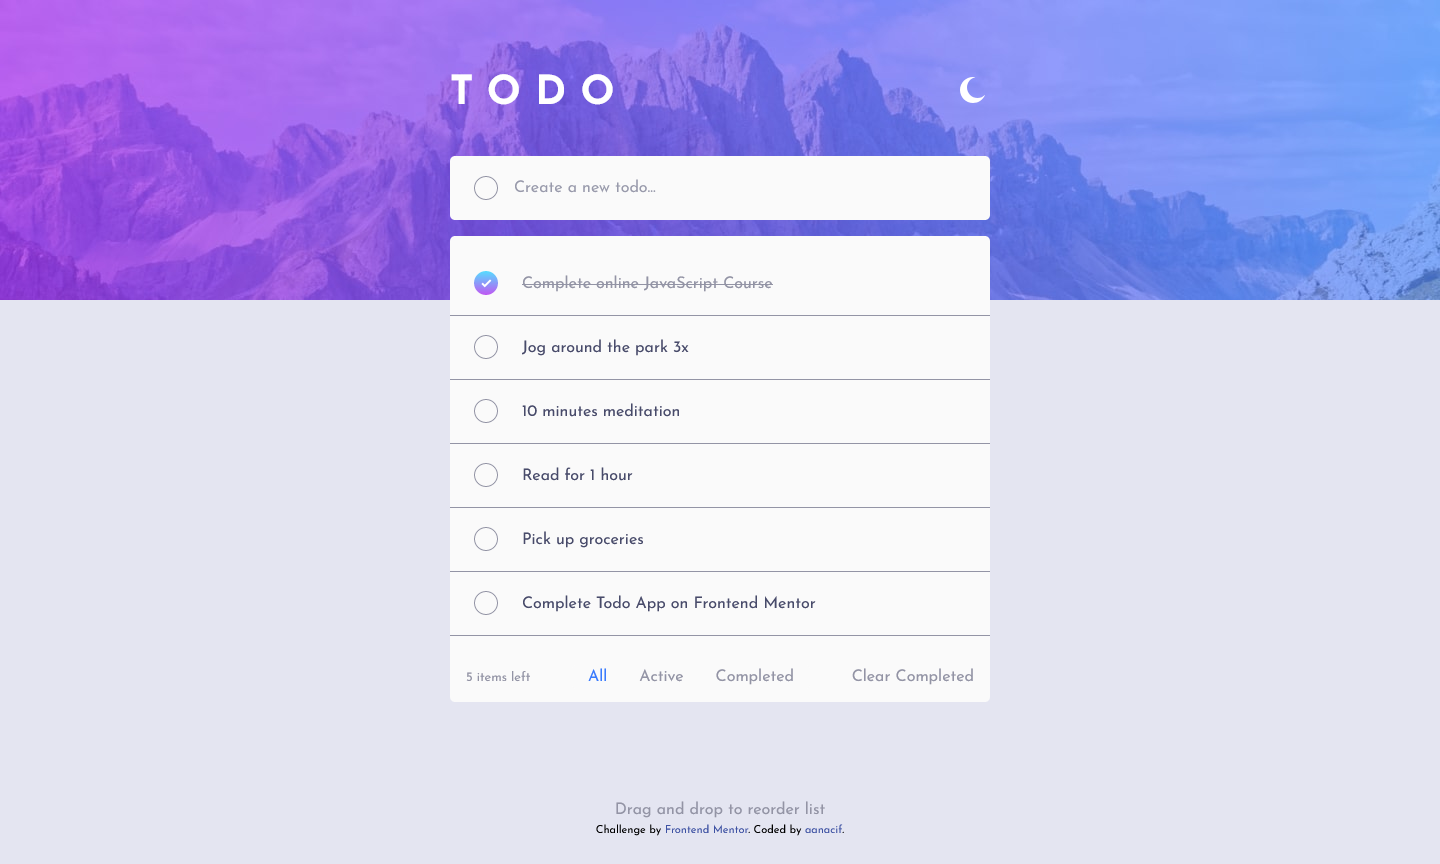 TODO
Create a new todo...
Complete online JavaScript Course
Jog around the park 3x
10 minutes meditation
Read for 1 hour
Pick up groceries
Complete Todo App on Frontend Mentor
5 items left All Active Completed Clear Completed
Drag and drop to reorder list
Challenge by Frontend Mentor. Coded by aanacif.